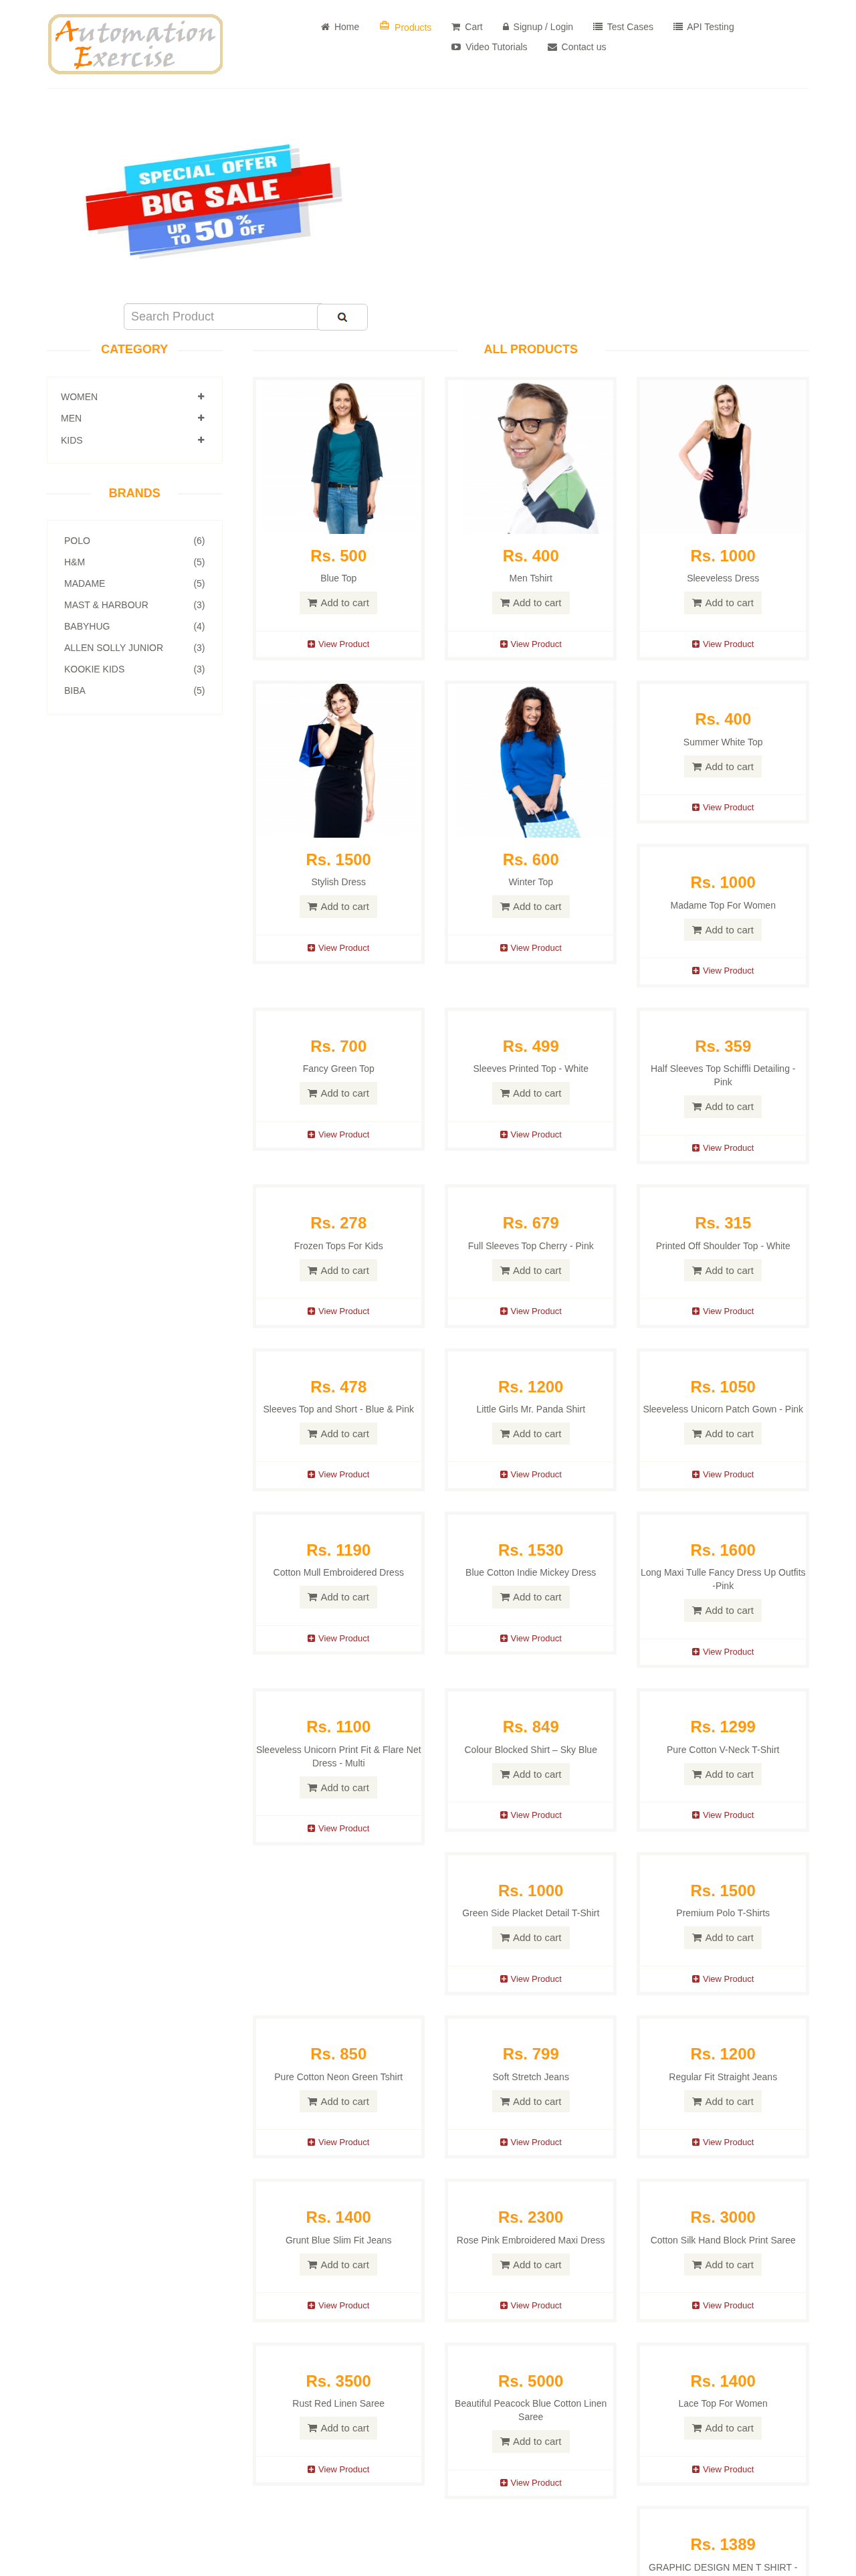 Automation
Exercise
Home
Products
Cart
Signup / Login
Test Cases
API Testing
Video Tutorials
Contact us
SPECIAL OFFER
BIG SALE
UP TO 50% OFF
Search Product
CATEGORY
WOMEN
MEN
KIDS
BRANDS
POLO (6)
H&M (5)
MADAME (5)
MAST & HARBOUR (3)
BABYHUG (4)
ALLEN SOLLY JUNIOR (3)
KOOKIE KIDS (3)
BIBA (5)
ALL PRODUCTS
Rs. 500
Blue Top
Add to cart
View Product
Rs. 400
Men Tshirt
Add to cart
View Product
Rs. 1000
Sleeveless Dress
Add to cart
View Product
Rs. 1500
Stylish Dress
Add to cart
View Product
Rs. 600
Winter Top
Add to cart
View Product
Rs. 400
Summer White Top
Add to cart
View Product
Rs. 1000
Madame Top For Women
Add to cart
View Product
Rs. 700
Fancy Green Top
Add to cart
View Product
Rs. 499
Sleeves Printed Top - White
Add to cart
View Product
Rs. 359
Half Sleeves Top Schiffli Detailing -
Pink
Add to cart
View Product
Rs. 278
Frozen Tops For Kids
Add to cart
View Product
Rs. 679
Full Sleeves Top Cherry - Pink
Add to cart
View Product
Rs. 315
Printed Off Shoulder Top - White
Add to cart
View Product
Rs. 478
Sleeves Top and Short - Blue & Pink
Add to cart
View Product
Rs. 1200
Little Girls Mr. Panda Shirt
Add to cart
View Product
Rs. 1050
Sleeveless Unicorn Patch Gown - Pink
Add to cart
View Product
Rs. 1190
Cotton Mull Embroidered Dress
Add to cart
View Product
Rs. 1530
Blue Cotton Indie Mickey Dress
Add to cart
View Product
Rs. 1600
Long Maxi Tulle Fancy Dress Up Outfits
-Pink
Add to cart
View Product
Rs. 1100
Sleeveless Unicorn Print Fit & Flare Net
Dress - Multi
Add to cart
View Product
Rs. 849
Colour Blocked Shirt – Sky Blue
Add to cart
View Product
Rs. 1299
Pure Cotton V-Neck T-Shirt
Add to cart
View Product
Rs. 1000
Green Side Placket Detail T-Shirt
Add to cart
View Product
Rs. 1500
Premium Polo T-Shirts
Add to cart
View Product
Rs. 850
Pure Cotton Neon Green Tshirt
Add to cart
View Product
Rs. 799
Soft Stretch Jeans
Add to cart
View Product
Rs. 1200
Regular Fit Straight Jeans
Add to cart
View Product
Rs. 1400
Grunt Blue Slim Fit Jeans
Add to cart
View Product
Rs. 2300
Rose Pink Embroidered Maxi Dress
Add to cart
View Product
Rs. 3000
Cotton Silk Hand Block Print Saree
Add to cart
View Product
Rs. 3500
Rust Red Linen Saree
Add to cart
View Product
Rs. 5000
Beautiful Peacock Blue Cotton Linen
Saree
Add to cart
View Product
Rs. 1400
Lace Top For Women
Add to cart
View Product
Rs. 1389
GRAPHIC DESIGN MEN T SHIRT -